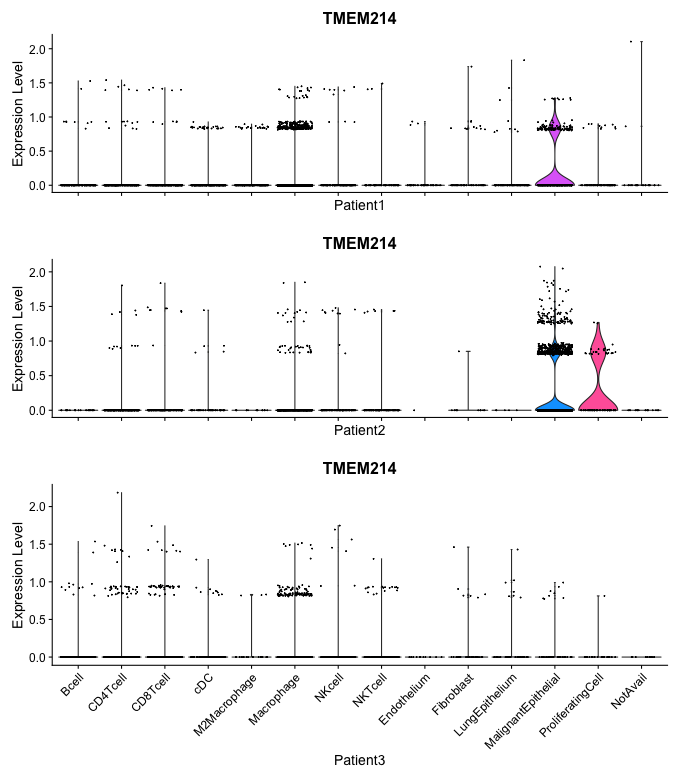 TMEM214
Expression Level
2.0
1.5
1.0
0.5
0.0
Patient1
TMEM214
Expression Level
2.0
1.5
1.0
0.5
0.0
Patient2
TMEM214
Expression Level
2.0
1.5
1.0
0.5
0.0
Bcell
CD4Tcell
CD8Tcell
cDC
M2Macrophage
Macrophage
NKcell
NKTcell
Endothelium
Fibroblast
LungEpithelium
MalignantEpithelial
ProliferatingCell
NotAvail
Patient3